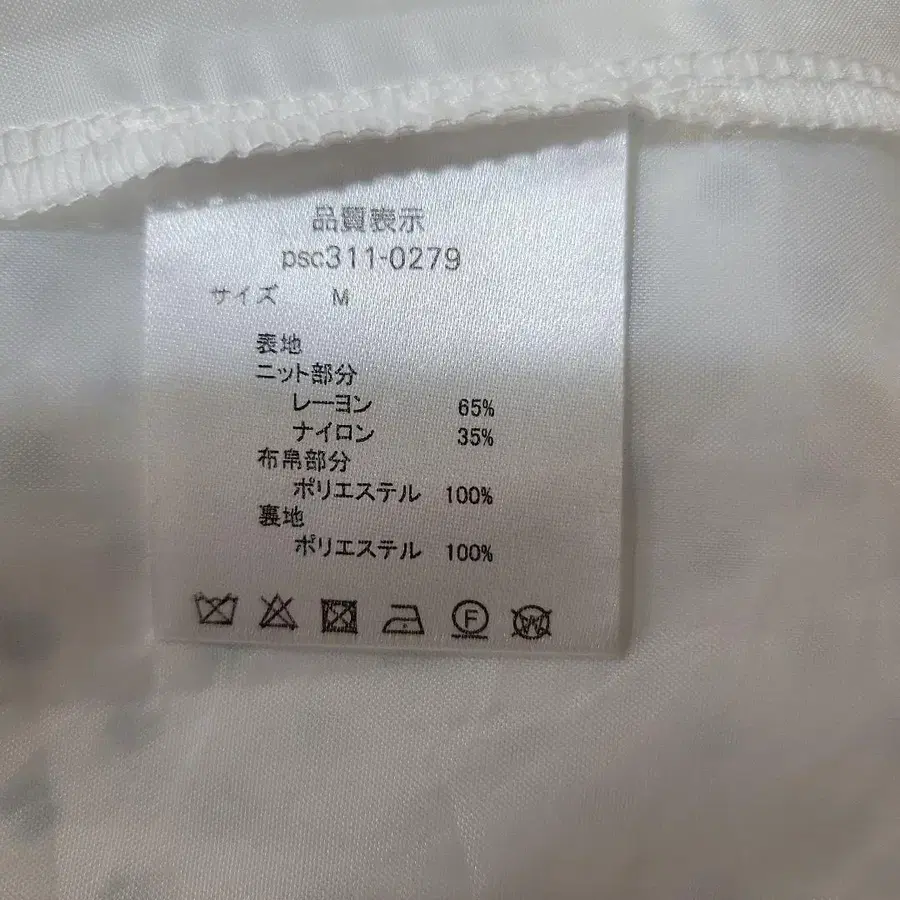 品質表示
psc311-0279
サイズ M
表地
ニット部分
レーヨン 65%
ナイロン 35%
布帛部分
ポリエステル 100%
裏地
ポリエステル 100%
F W